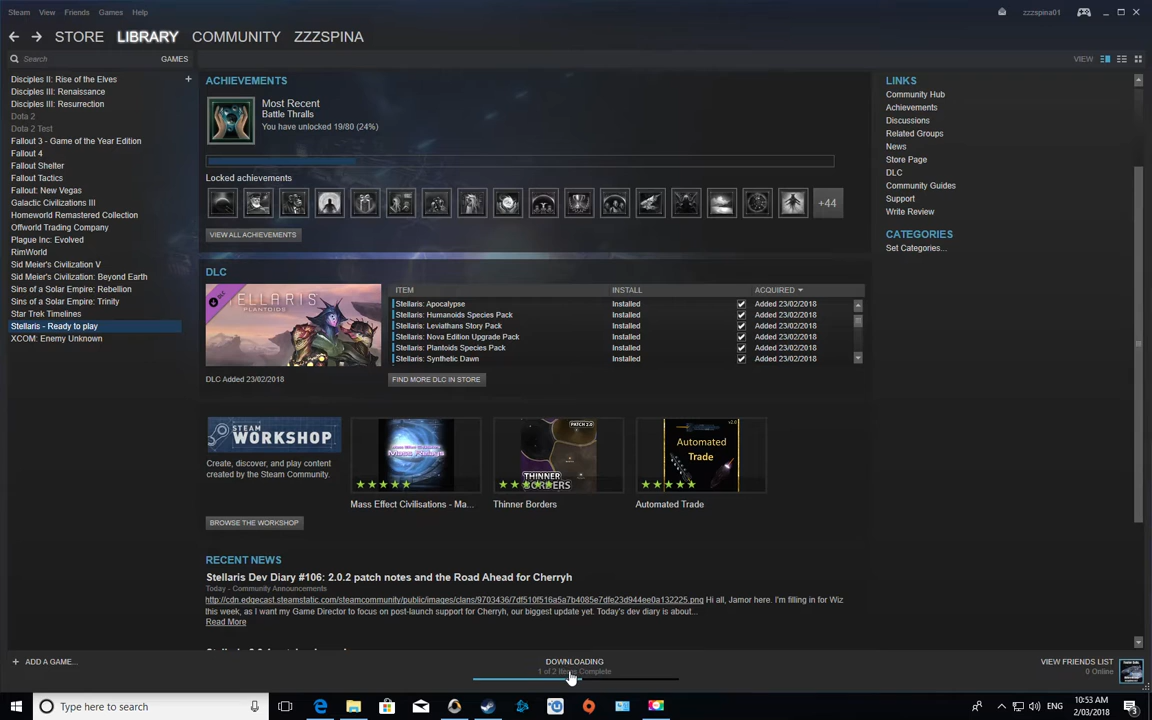 Steam View Friends Games Help
zzzspina01
STORE LIBRARY COMMUNITY ZZZSPINA
Search GAMES
VIEW
Disciples II: Rise of the Elves
Disciples III: Renaissance
Disciples III: Resurrection
Dota 2
Dota 2 Test
Fallout 3 - Game of the Year Edition
Fallout 4
Fallout Shelter
Fallout Tactics
Fallout: New Vegas
Galactic Civilizations III
Homeworld Remastered Collection
Offworld Trading Company
Plague Inc: Evolved
RimWorld
Sid Meier's Civilization V
Sid Meier's Civilization: Beyond Earth
Sins of a Solar Empire: Rebellion
Sins of a Solar Empire: Trinity
Star Trek Timelines
Stellaris - Ready to play
XCOM: Enemy Unknown
+ ADD A GAME...
ACHIEVEMENTS
Most Recent
Battle Thralls
You have unlocked 19/80 (24%)
Locked achievements
+44
VIEW ALL ACHIEVEMENTS
DLC
STELLARIS
PLANTOIDS
DLC Added 23/02/2018
ITEM INSTALL ACQUIRED
Stellaris: Apocalypse Installed Added 23/02/2018
Stellaris: Humanoids Species Pack Installed Added 23/02/2018
Stellaris: Leviathans Story Pack Installed Added 23/02/2018
Stellaris: Nova Edition Upgrade Pack Installed Added 23/02/2018
Stellaris: Plantoids Species Pack Installed Added 23/02/2018
Stellaris: Synthetic Dawn Installed Added 23/02/2018
FIND MORE DLC IN STORE
STEAM
WORKSHOP
Create, discover, and play content
created by the Steam Community.
BROWSE THE WORKSHOP
Mass Effect Civilisations - Ma...
PATCH 2.0
THINNER
BORDERS
Thinner Borders
v2.0
Automated
Trade
Automated Trade
RECENT NEWS
Stellaris Dev Diary #106: 2.0.2 patch notes and the Road Ahead for Cherryh
Today - Community Announcements
http://cdn.edgecast.steamstatic.com/steamcommunity/public/images/clans/9703436/7df510f516a5a7b4085e7dfe23d944ee0a132225.png Hi all, Jamor here. I'm filling in for Wiz
this week, as I want my Game Director to focus on post-launch support for Cherryh, our biggest update yet. Today's dev diary is about...
Read More
LINKS
Community Hub
Achievements
Discussions
Related Groups
News
Store Page
DLC
Community Guides
Support
Write Review
CATEGORIES
Set Categories...
DOWNLOADING
1 of 2 Items Complete
VIEW FRIENDS LIST
0 Online
Type here to search
ENG
10:53 AM
2/03/2018
3